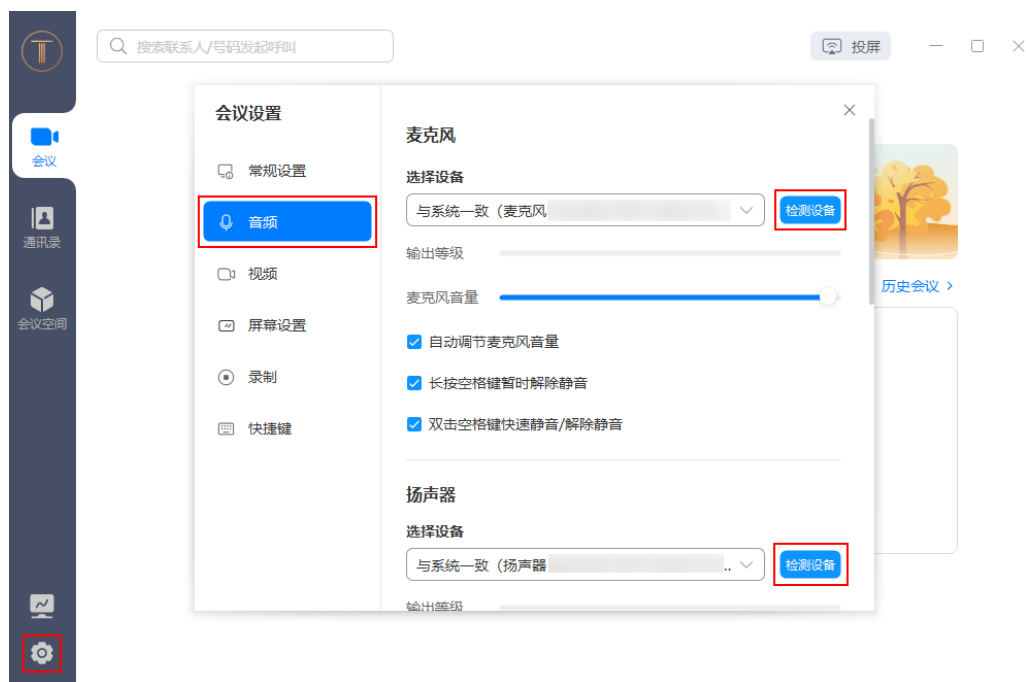 搜索联系人/号码发起呼叫
投屏
会议
通讯录
会议空间
会议设置
常规设置
音频
视频
屏幕设置
录制
快捷键
麦克风
选择设备
与系统一致（麦克风
检测设备
输出等级
麦克风音量
自动调节麦克风音量
长按空格键暂时解除静音
双击空格键快速静音/解除静音
扬声器
选择设备
与系统一致（扬声器 ..
检测设备
输出等级
历史会议